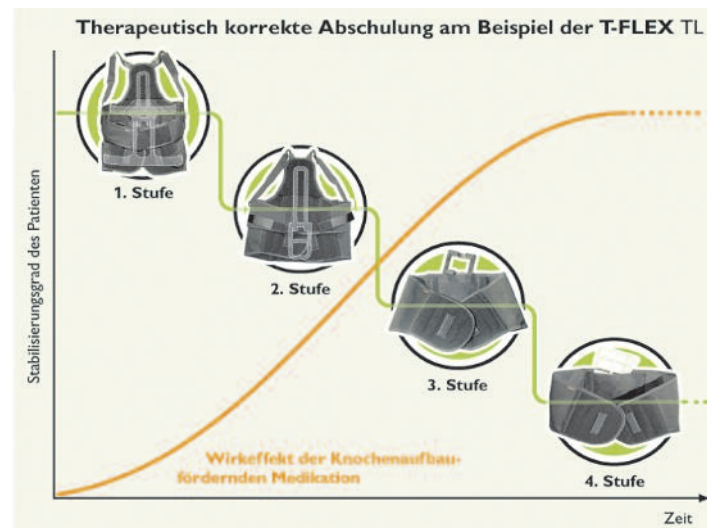 Therapeutisch korrekte Abschulung am Beispiel der T-FLEX TL
1. Stufe
2. Stufe
3. Stufe
4. Stufe
Stabilisierungsgrad des Patienten
Wirkeffekt der Knochenaufbau-
fördernden Medikation
Zeit